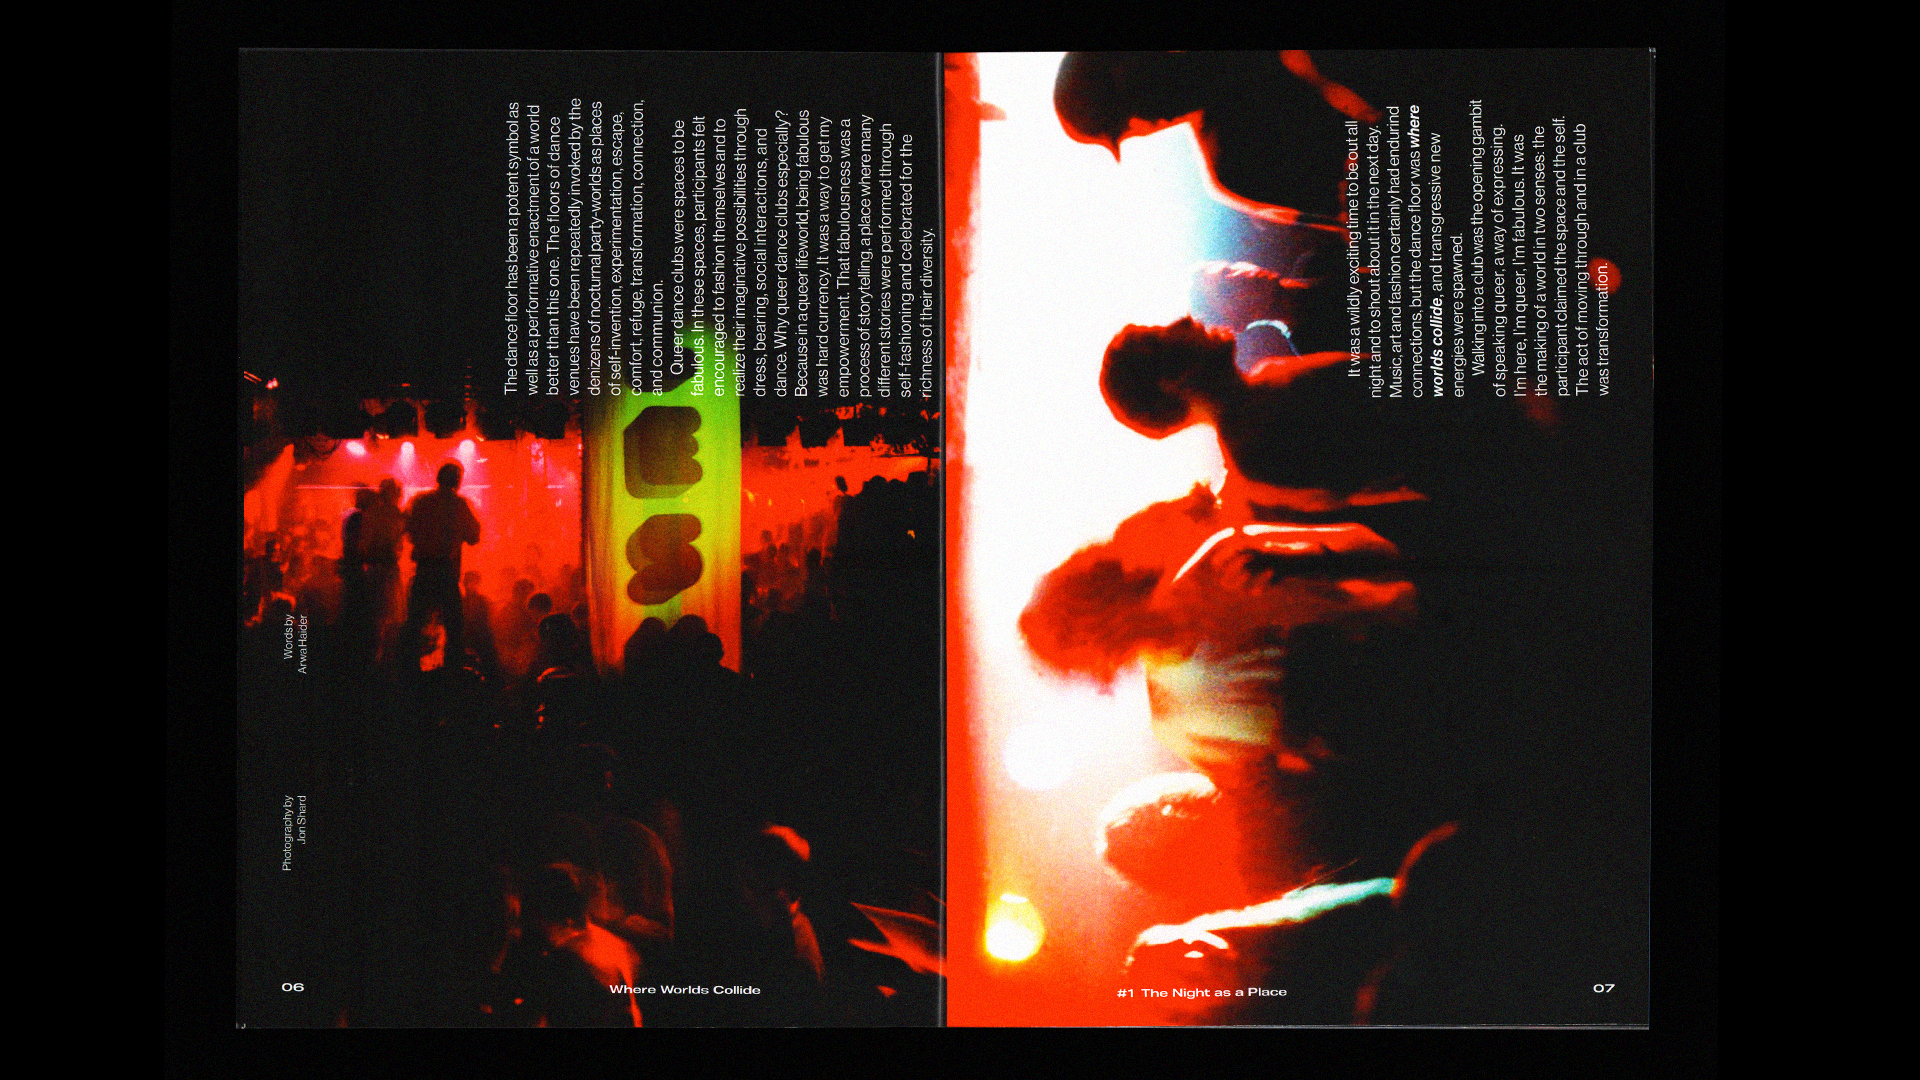 The dance floor has been a potent symbol as
well as a performative enactment of a world
better than this one. The floors of dance
venues have been repeatedly invoked by the
denizens of nocturnal party-worlds as places
of self-invention, experimentation, escape,
comfort, refuge, transformation, connection,
and communion.
Queer dance clubs were spaces to be
fabulous. In these spaces, participants felt
encouraged to fashion themselves and to
realize their imaginative possibilities through
dress, bearing, social interactions, and
dance. Why queer dance clubs especially?
Because in a queer lifeworld, being fabulous
was hard currency. It was a way to get my
empowerment. That fabulousness was a
process of storytelling, a place where many
different stories were performed through
self-fashioning and celebrated for the
richness of their diversity.
Words by
Arwa Haider
Photography by
Jon Shard
06
Where Worlds Collide
It was a wildly exciting time to be out all
night and to shout about it in the next day.
Music, art and fashion certainly had endurind
connections, but the dance floor was where
worlds collide, and transgressive new
energies were spawned.
Walking into a club was the opening gambit
of speaking queer, a way of expressing.
I'm here, I'm queer, I'm fabulous. It was
the making of a world in two senses: the
participant claimed the space and the self.
The act of moving through and in a club
was transformation.
#1 The Night as a Place
07